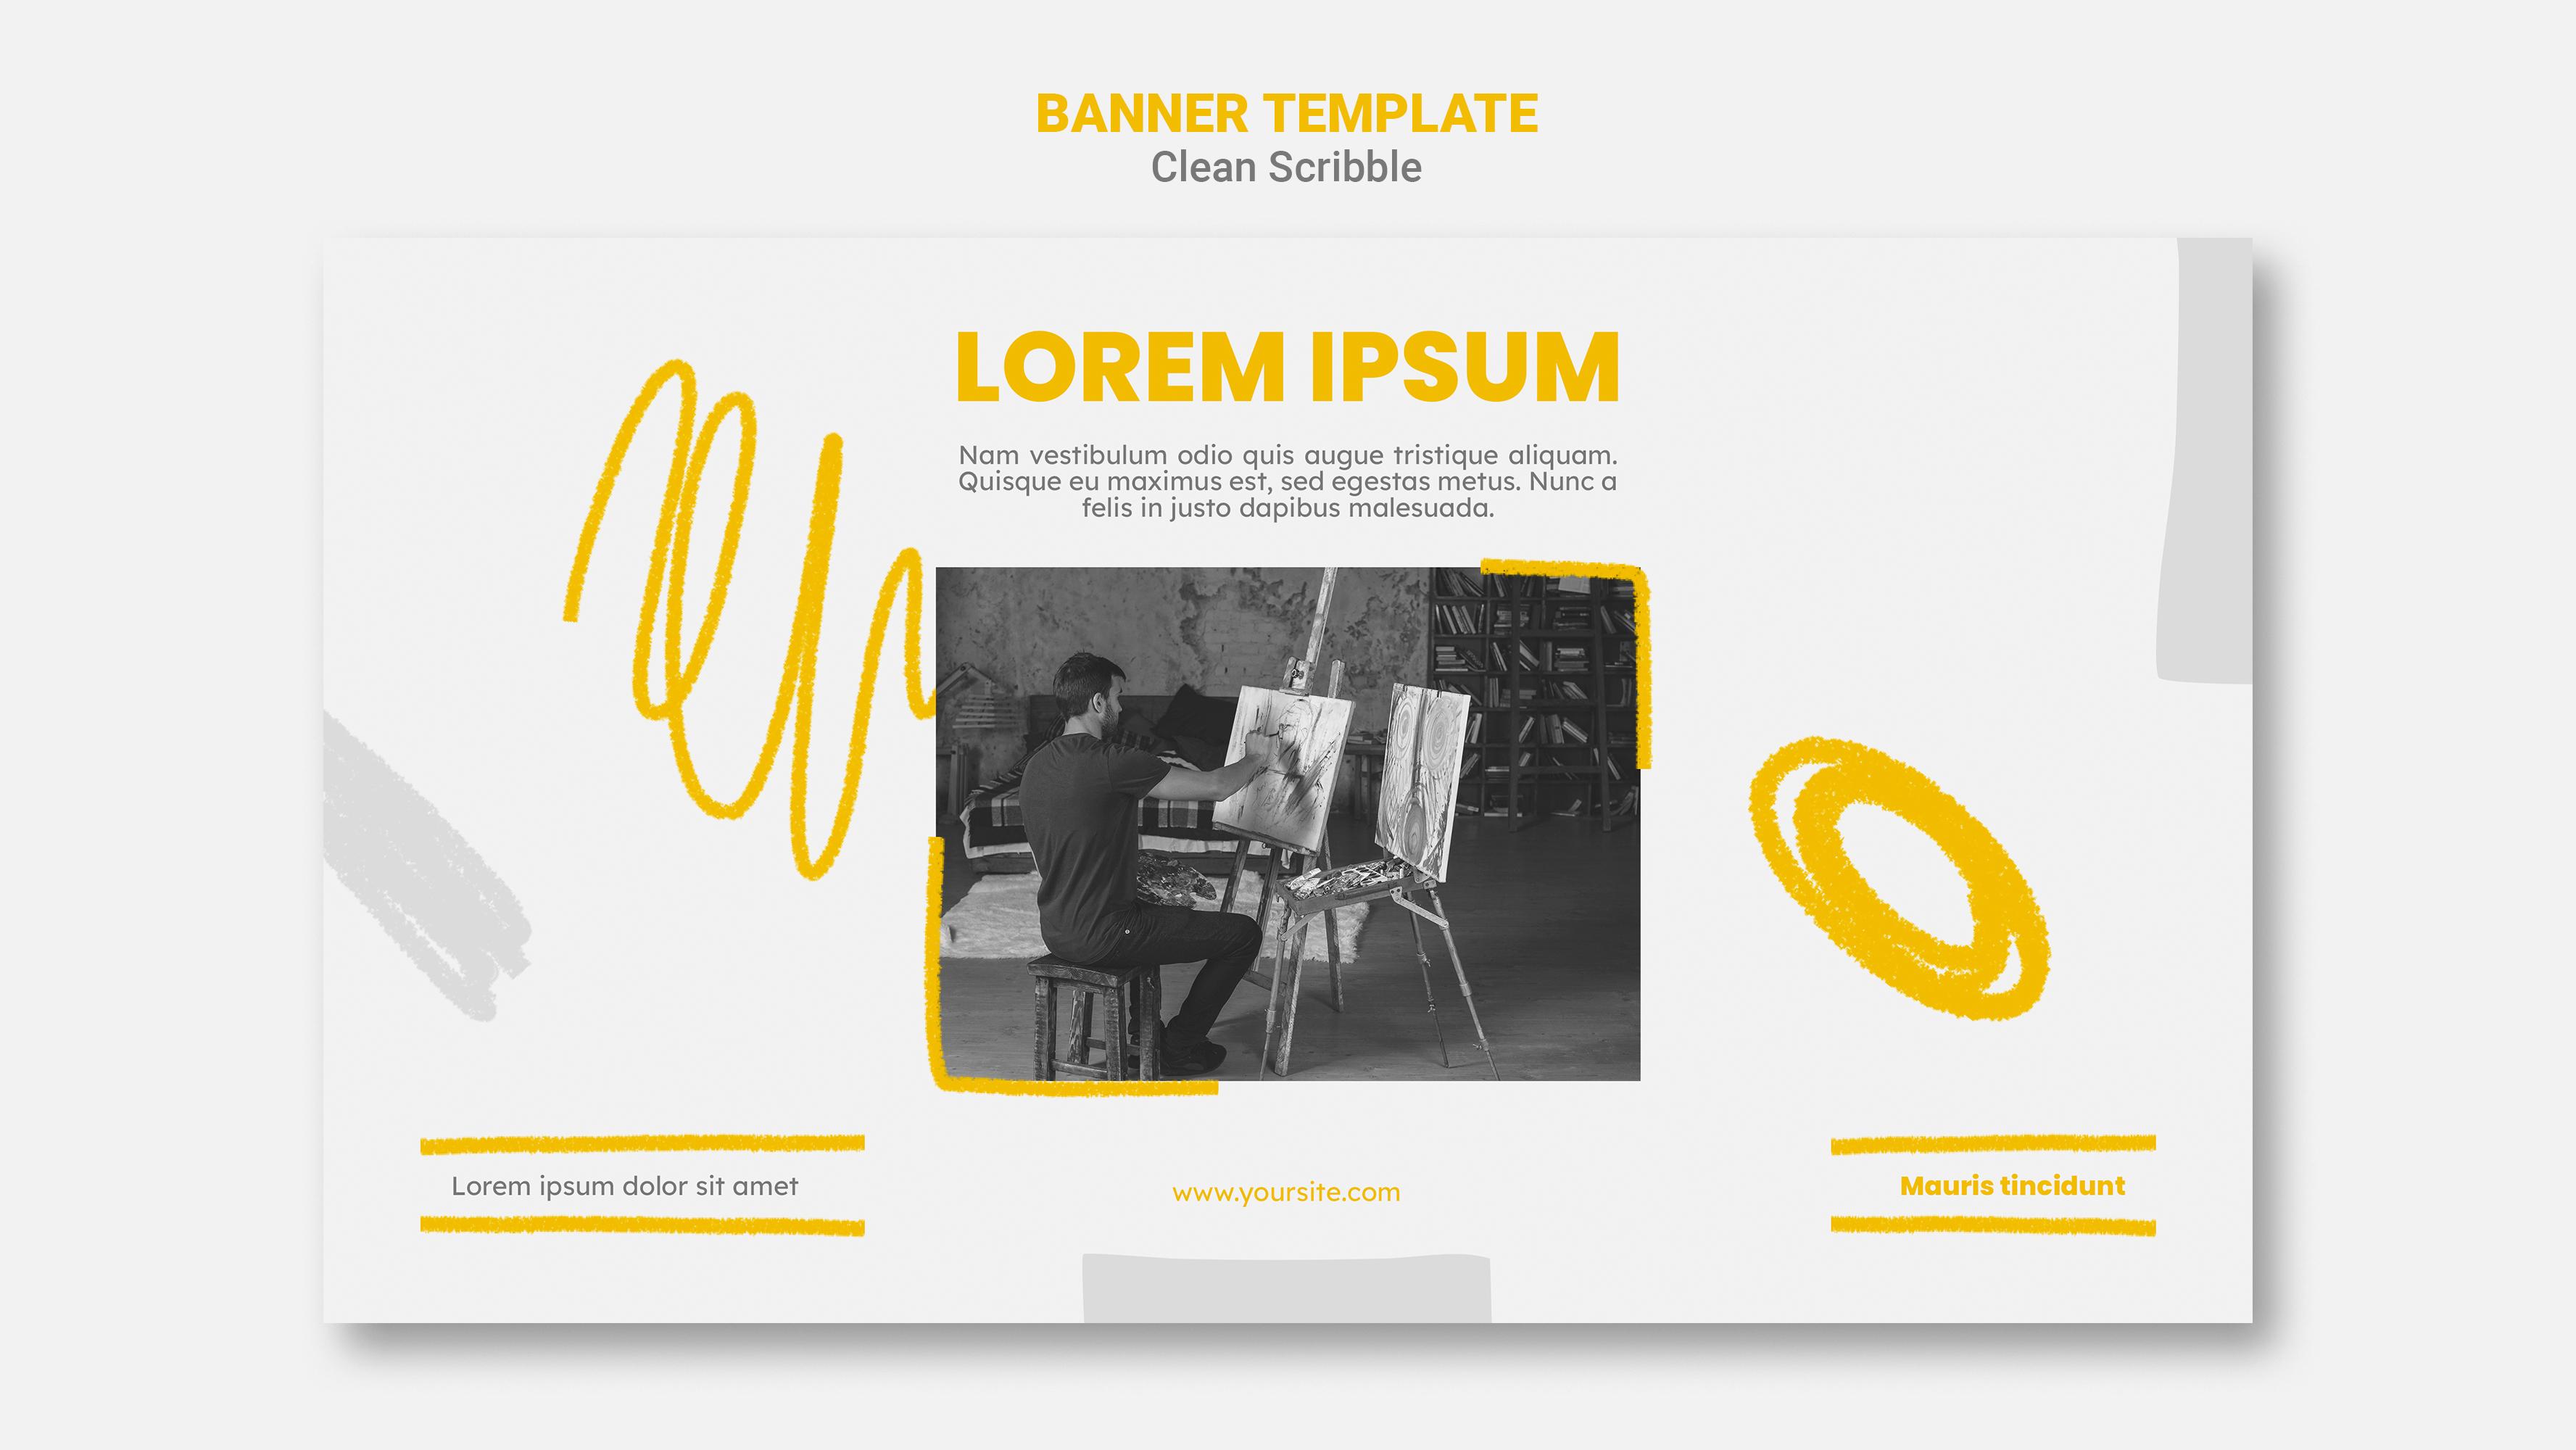 BANNER TEMPLATE
Clean Scribble
LOREM IPSUM
Nam vestibulum odio quis augue tristique aliquam.
Quisque eu maximus est, sed egestas metus. Nunc a
felis in justo dapibus malesuada.
Lorem ipsum dolor sit amet
www.yoursite.com
Mauris tincidunt